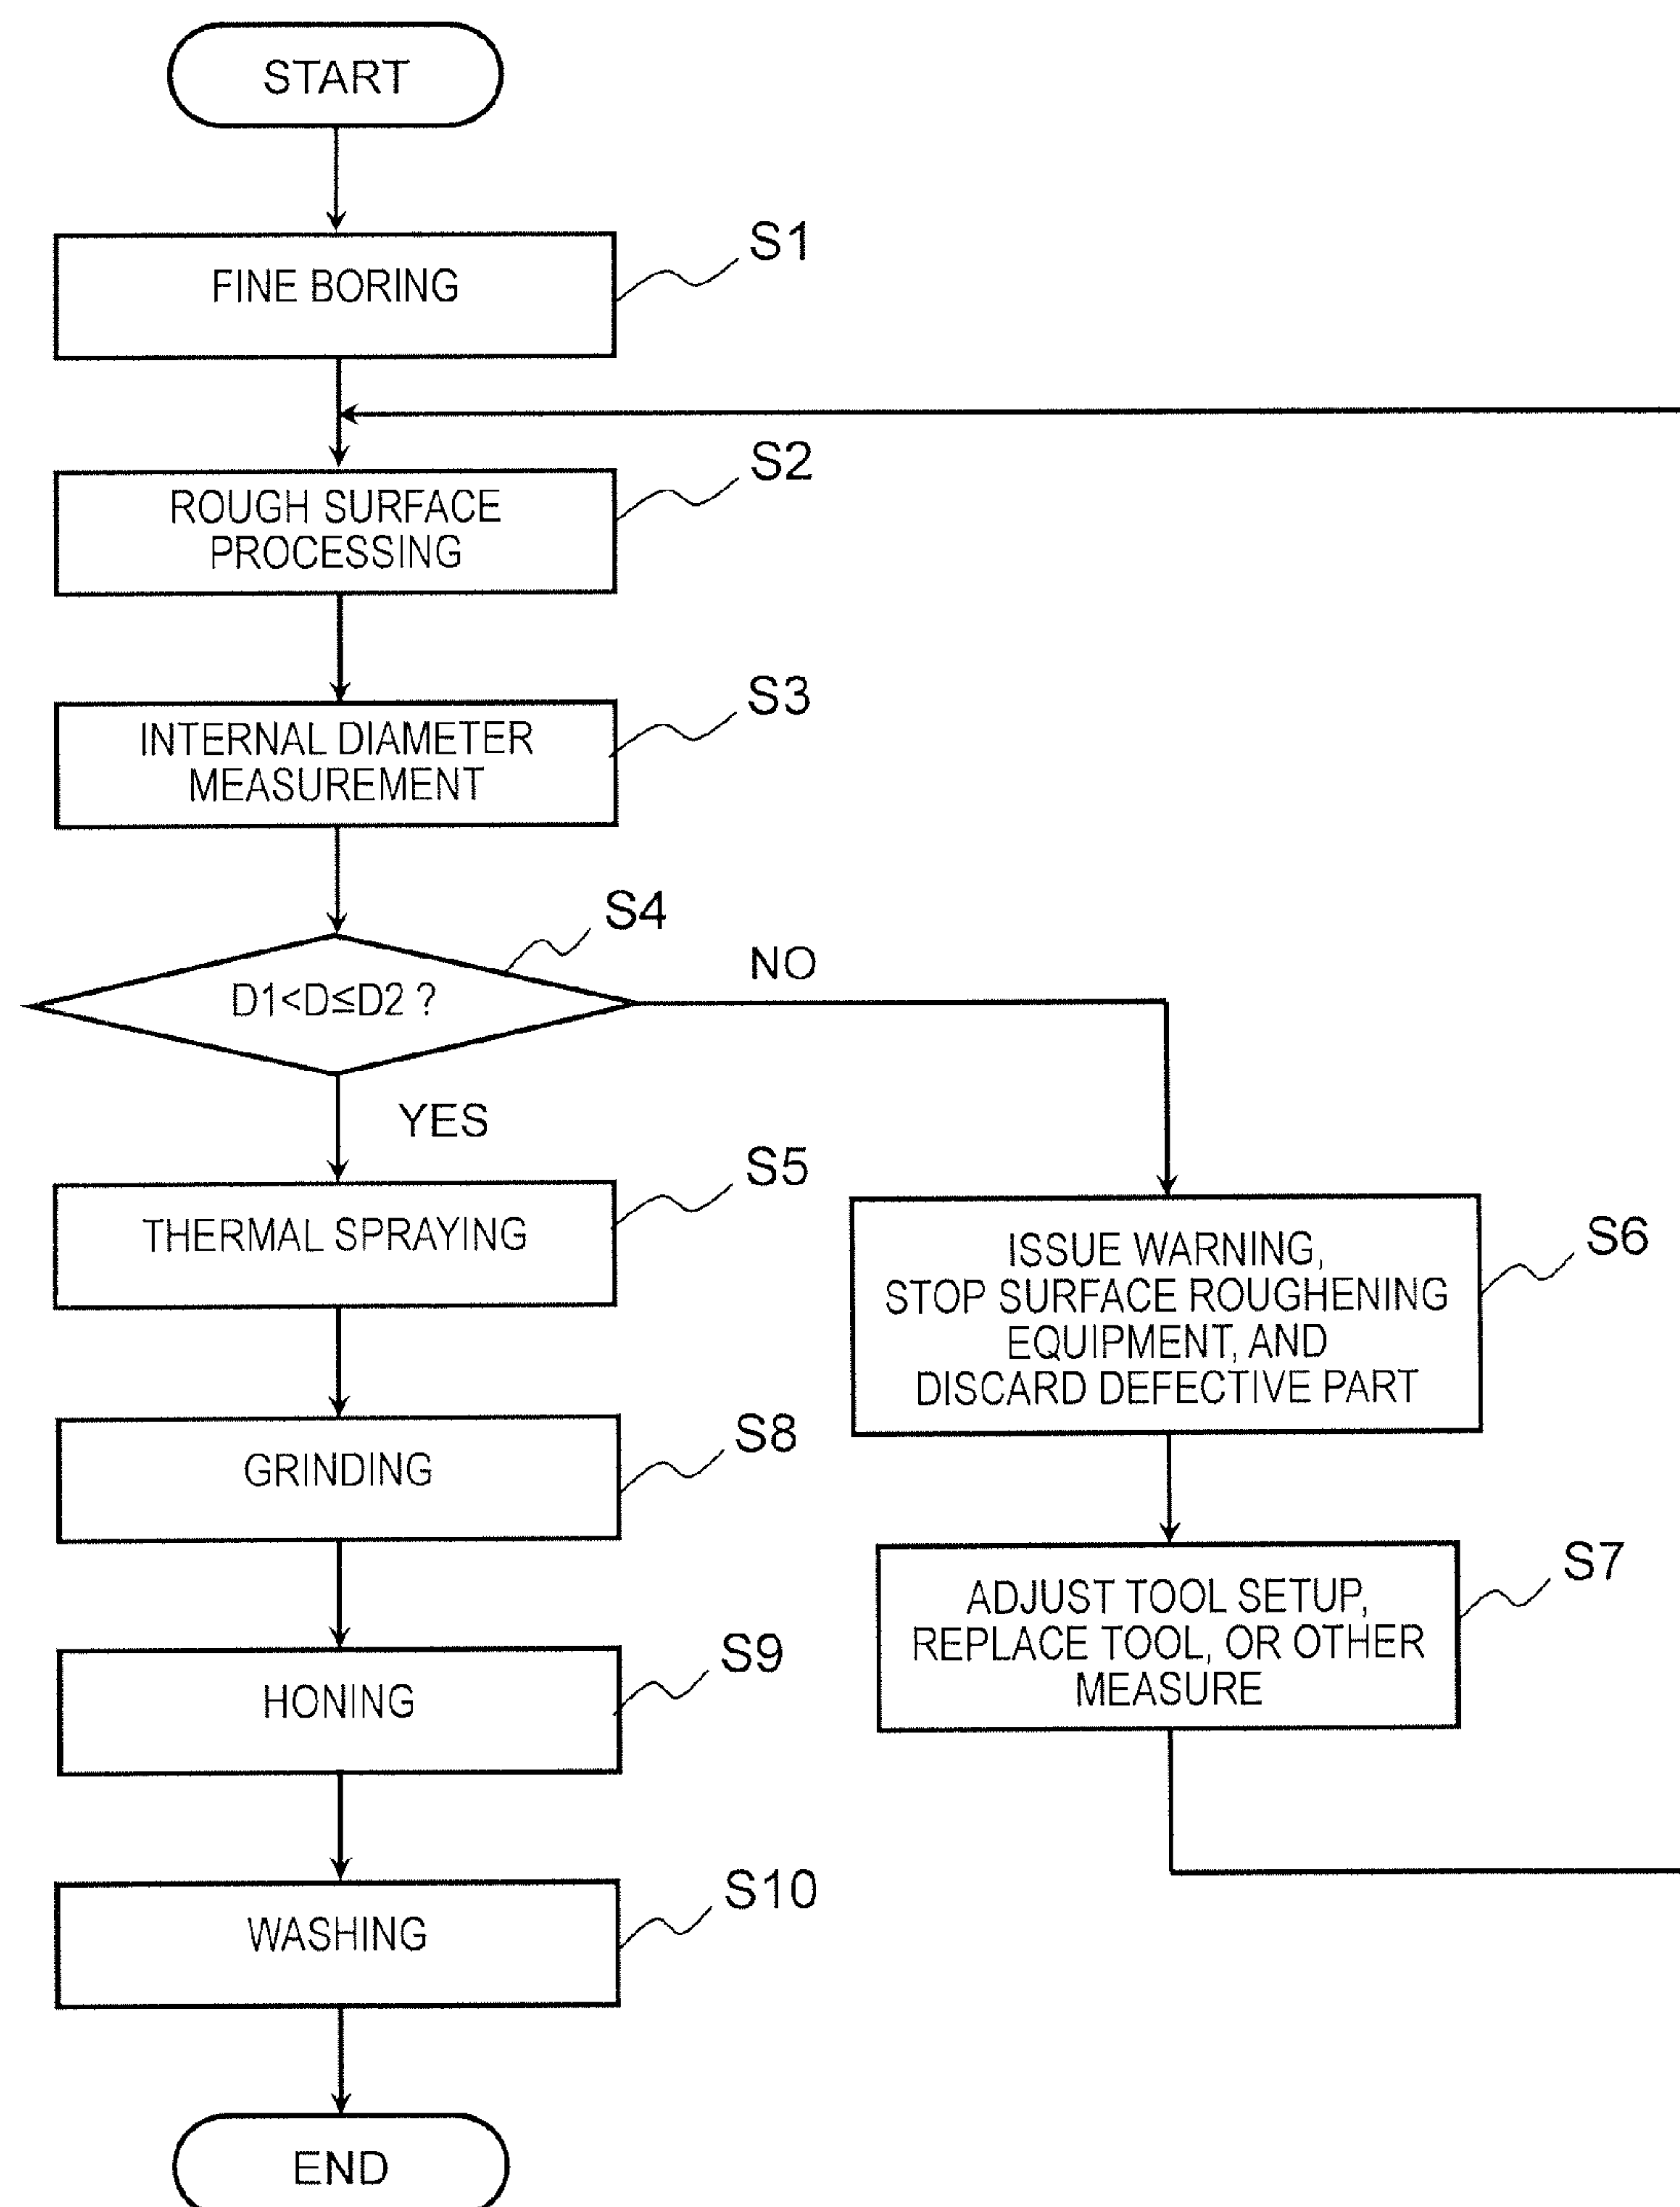 START
S1
FINE BORING
S2
ROUGH SURFACE
PROCESSING
S3
INTERNAL DIAMETER
MEASUREMENT
S4
D1<D≤D2 ?
NO
YES
S5
THERMAL SPRAYING
S6
ISSUE WARNING,
STOP SURFACE ROUGHENING
EQUIPMENT, AND
DISCARD DEFECTIVE PART
S8
GRINDING
S7
ADJUST TOOL SETUP,
REPLACE TOOL, OR OTHER
MEASURE
S9
HONING
S10
WASHING
END